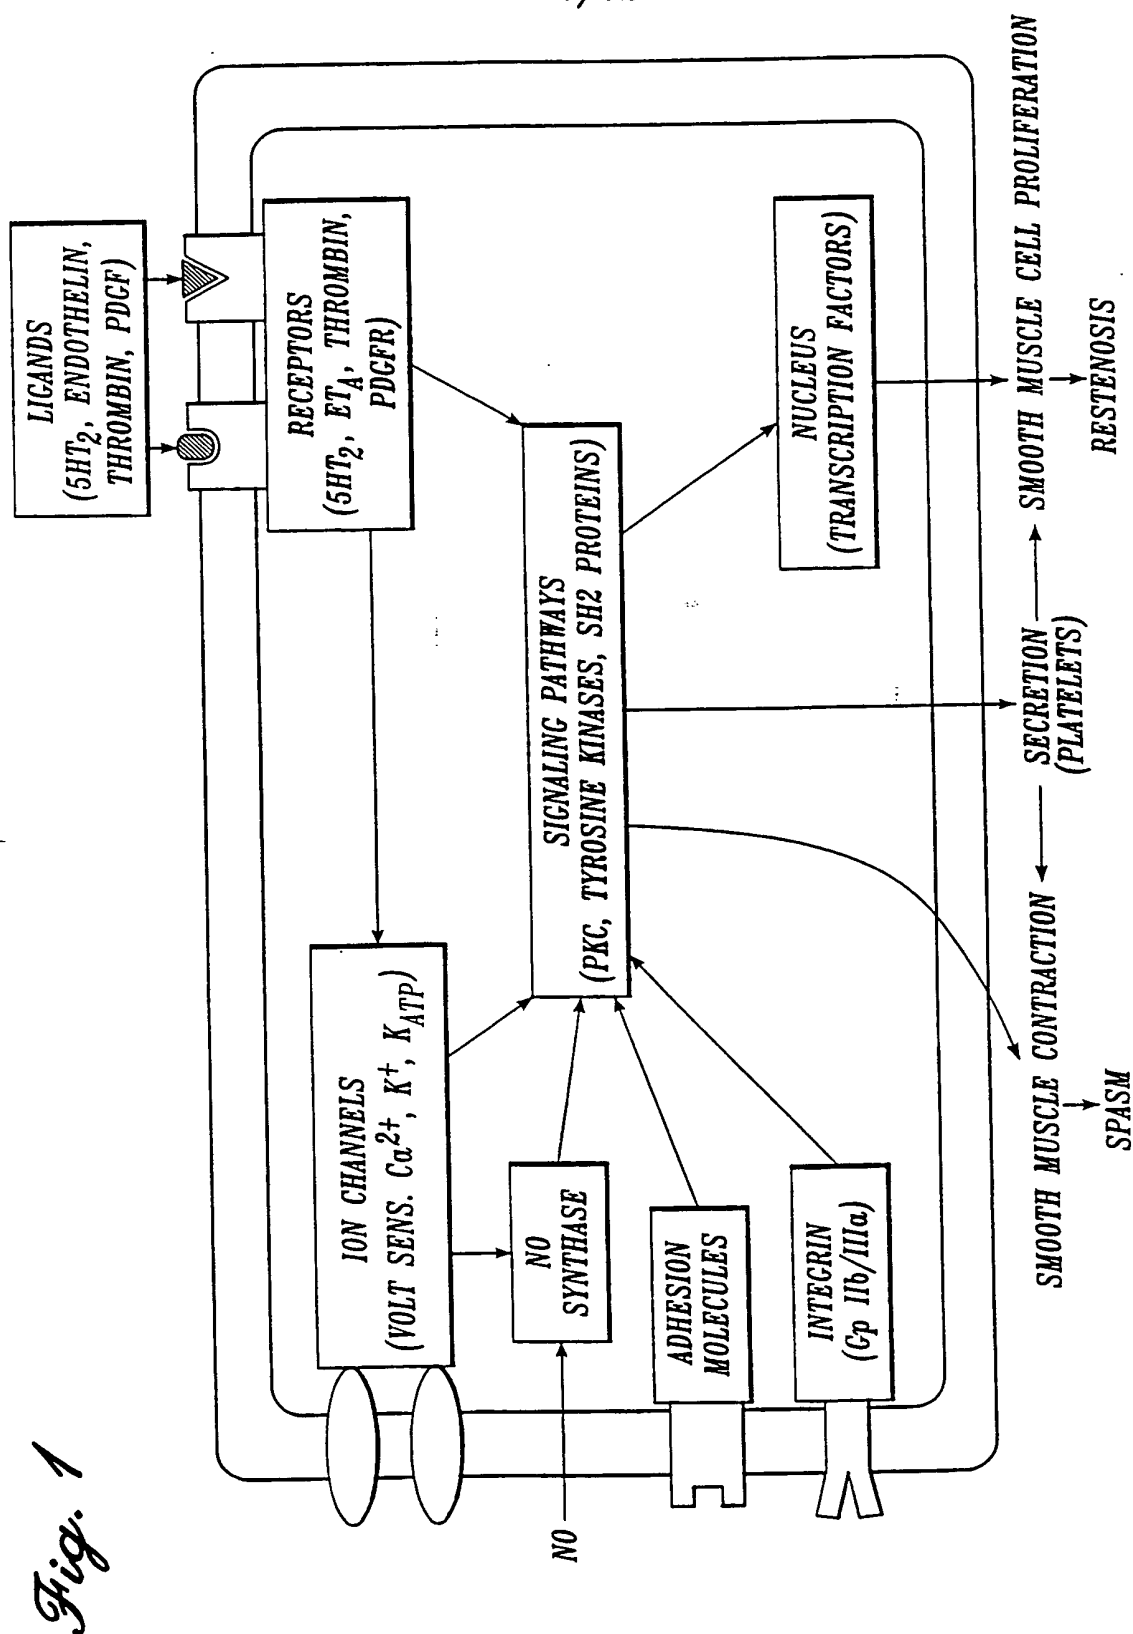 Fig. 1
LIGANDS
(5HT2, ENDOTHELIN,
THROMBIN, PDGF)
RECEPTORS
(5HT2, ETA, THROMBIN,
PDGFR)
ION CHANNELS
(VOLT SENS. Ca2+, K+, KATP)
NO
NO
SYNTHASE
SIGNALING PATHWAYS
(PKC, TYROSINE KINASES, SH2 PROTEINS)
ADHESION
MOLECULES
INTEGRIN
(Gp IIb/IIIa)
NUCLEUS
(TRANSCRIPTION FACTORS)
SMOOTH MUSCLE CONTRACTION
SPASM
SECRETION
(PLATELETS)
SMOOTH MUSCLE CELL PROLIFERATION
RESTENOSIS